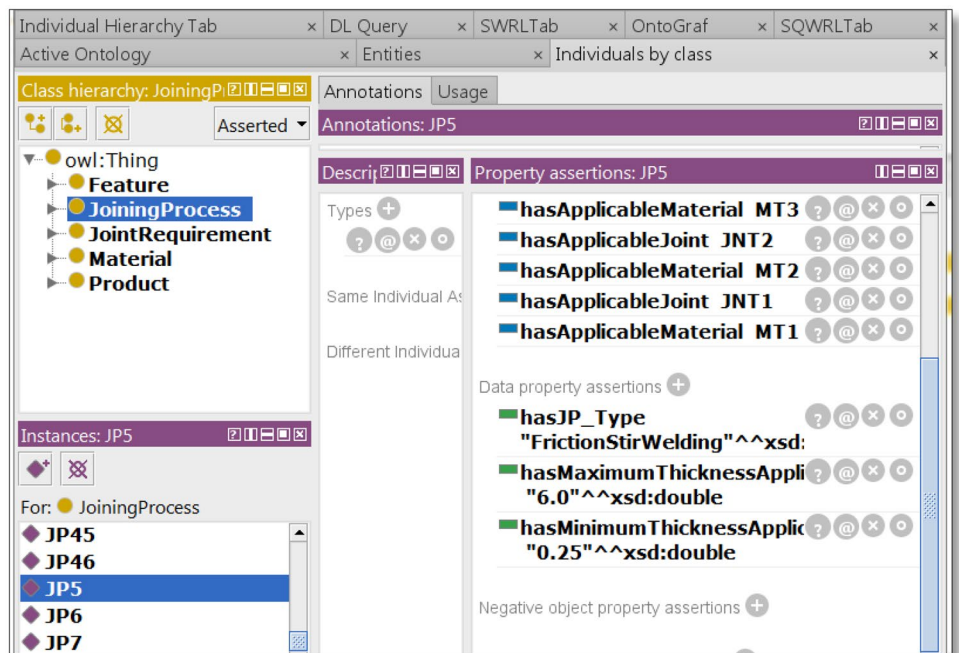 Individual Hierarchy Tab × DL Query × SWRLTab × OntoGraf × SQWRLTab ×
Active Ontology × Entities × Individuals by class ×
Class hierarchy: JoiningP
Asserted
owl:Thing
Feature
JoiningProcess
JointRequirement
Material
Product
Instances: JP5
For: JoiningProcess
JP45
JP46
JP5
JP6
JP7
Annotations Usage
Annotations: JP5
Descrip
Types
Same Individual As
Different Individua
Property assertions: JP5
hasApplicableMaterial MT3
hasApplicableJoint JNT2
hasApplicableMaterial MT2
hasApplicableJoint JNT1
hasApplicableMaterial MT1
Data property assertions
hasJP_Type
"FrictionStirWelding"^^xsd:
hasMaximumThicknessAppli
"6.0"^^xsd:double
hasMinimumThicknessApplic
"0.25"^^xsd:double
Negative object property assertions